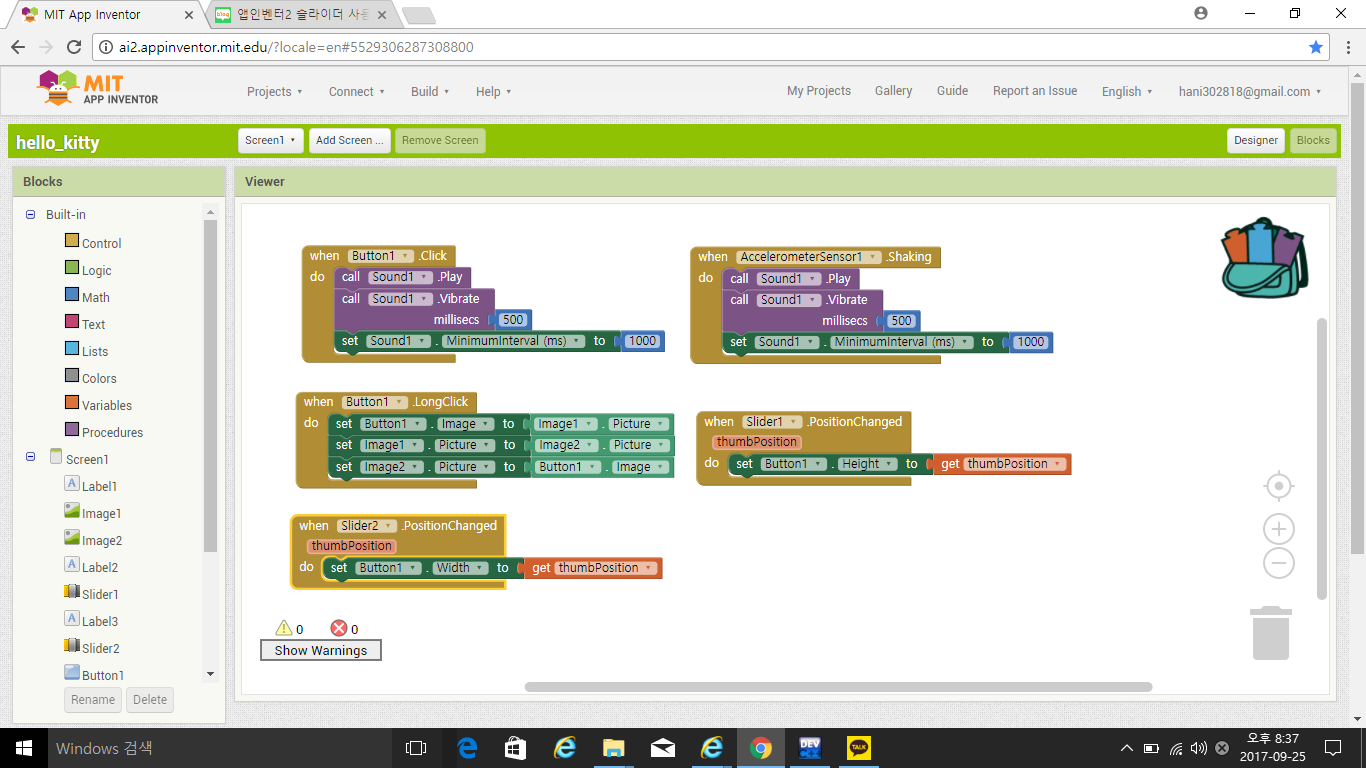 MIT App Inventor
blog 앱인벤터2 슬라이더 사용
ai2.appinventor.mit.edu/?locale=en#5529306287308800
MIT
APP INVENTOR
Projects Connect Build Help My Projects Gallery Guide Report an Issue English hani302818@gmail.com
hello_kitty Screen1 Add Screen ... Remove Screen Designer Blocks
Blocks
Built-in
Control
Logic
Math
Text
Lists
Colors
Variables
Procedures
Screen1
A Label1
Image1
Image2
A Label2
Slider1
A Label3
Slider2
Button1
Rename Delete
Viewer
when Button1 .Click
do call Sound1 .Play
call Sound1 .Vibrate
millisecs 500
set Sound1 . MinimumInterval (ms) to 1000
when AccelerometerSensor1 .Shaking
do call Sound1 .Play
call Sound1 .Vibrate
millisecs 500
set Sound1 . MinimumInterval (ms) to 1000
when Button1 .LongClick
do set Button1 . Image to Image1 . Picture
set Image1 . Picture to Image2 . Picture
set Image2 . Picture to Button1 . Image
when Slider1 .PositionChanged
thumbPosition
do set Button1 . Height to get thumbPosition
when Slider2 .PositionChanged
thumbPosition
do set Button1 . Width to get thumbPosition
0 0
Show Warnings
Windows 검색
DEV
TALK
오후 8:37
2017-09-25